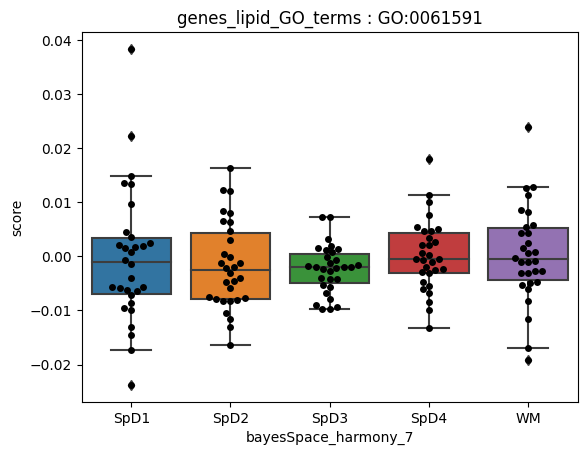 genes_lipid_GO_terms : GO:0061591
0.04
0.03
0.02
0.01
0.00
−0.01
−0.02
score
SpD1 SpD2 SpD3 SpD4 WM
bayesSpace_harmony_7